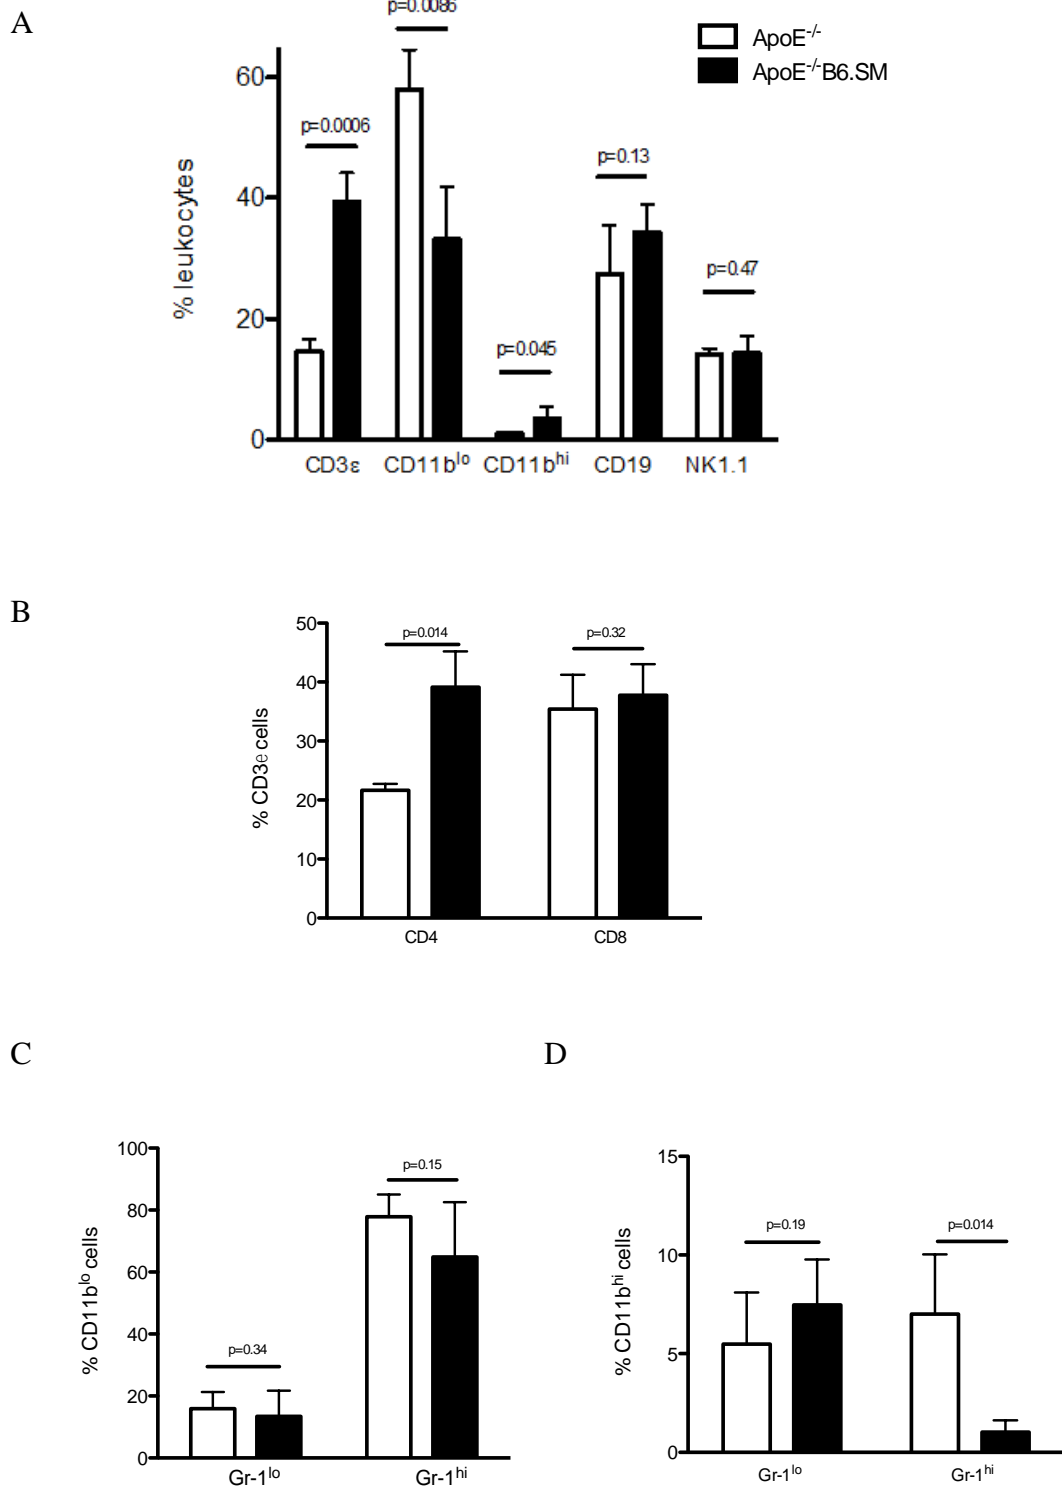 A
p=0.0086
ApoE⁻/⁻
ApoE⁻/⁻B6.SM
60
p=0.0006
p=0.13
40
% leukocytes
p=0.47
20
p=0.045
0
CD3ε CD11bˡᵒ CD11bʰⁱ CD19 NK1.1
B
50
p=0.014 p=0.32
40
30
% CD3e cells
20
10
0
CD4 CD8
C
100
p=0.15
80
% CD11bˡᵒ cells
60
40
p=0.34
20
0
Gr-1ˡᵒ Gr-1ʰⁱ
D
15
p=0.19 p=0.014
10
% CD11bʰⁱ cells
5
0
Gr-1ˡᵒ Gr-1ʰⁱ